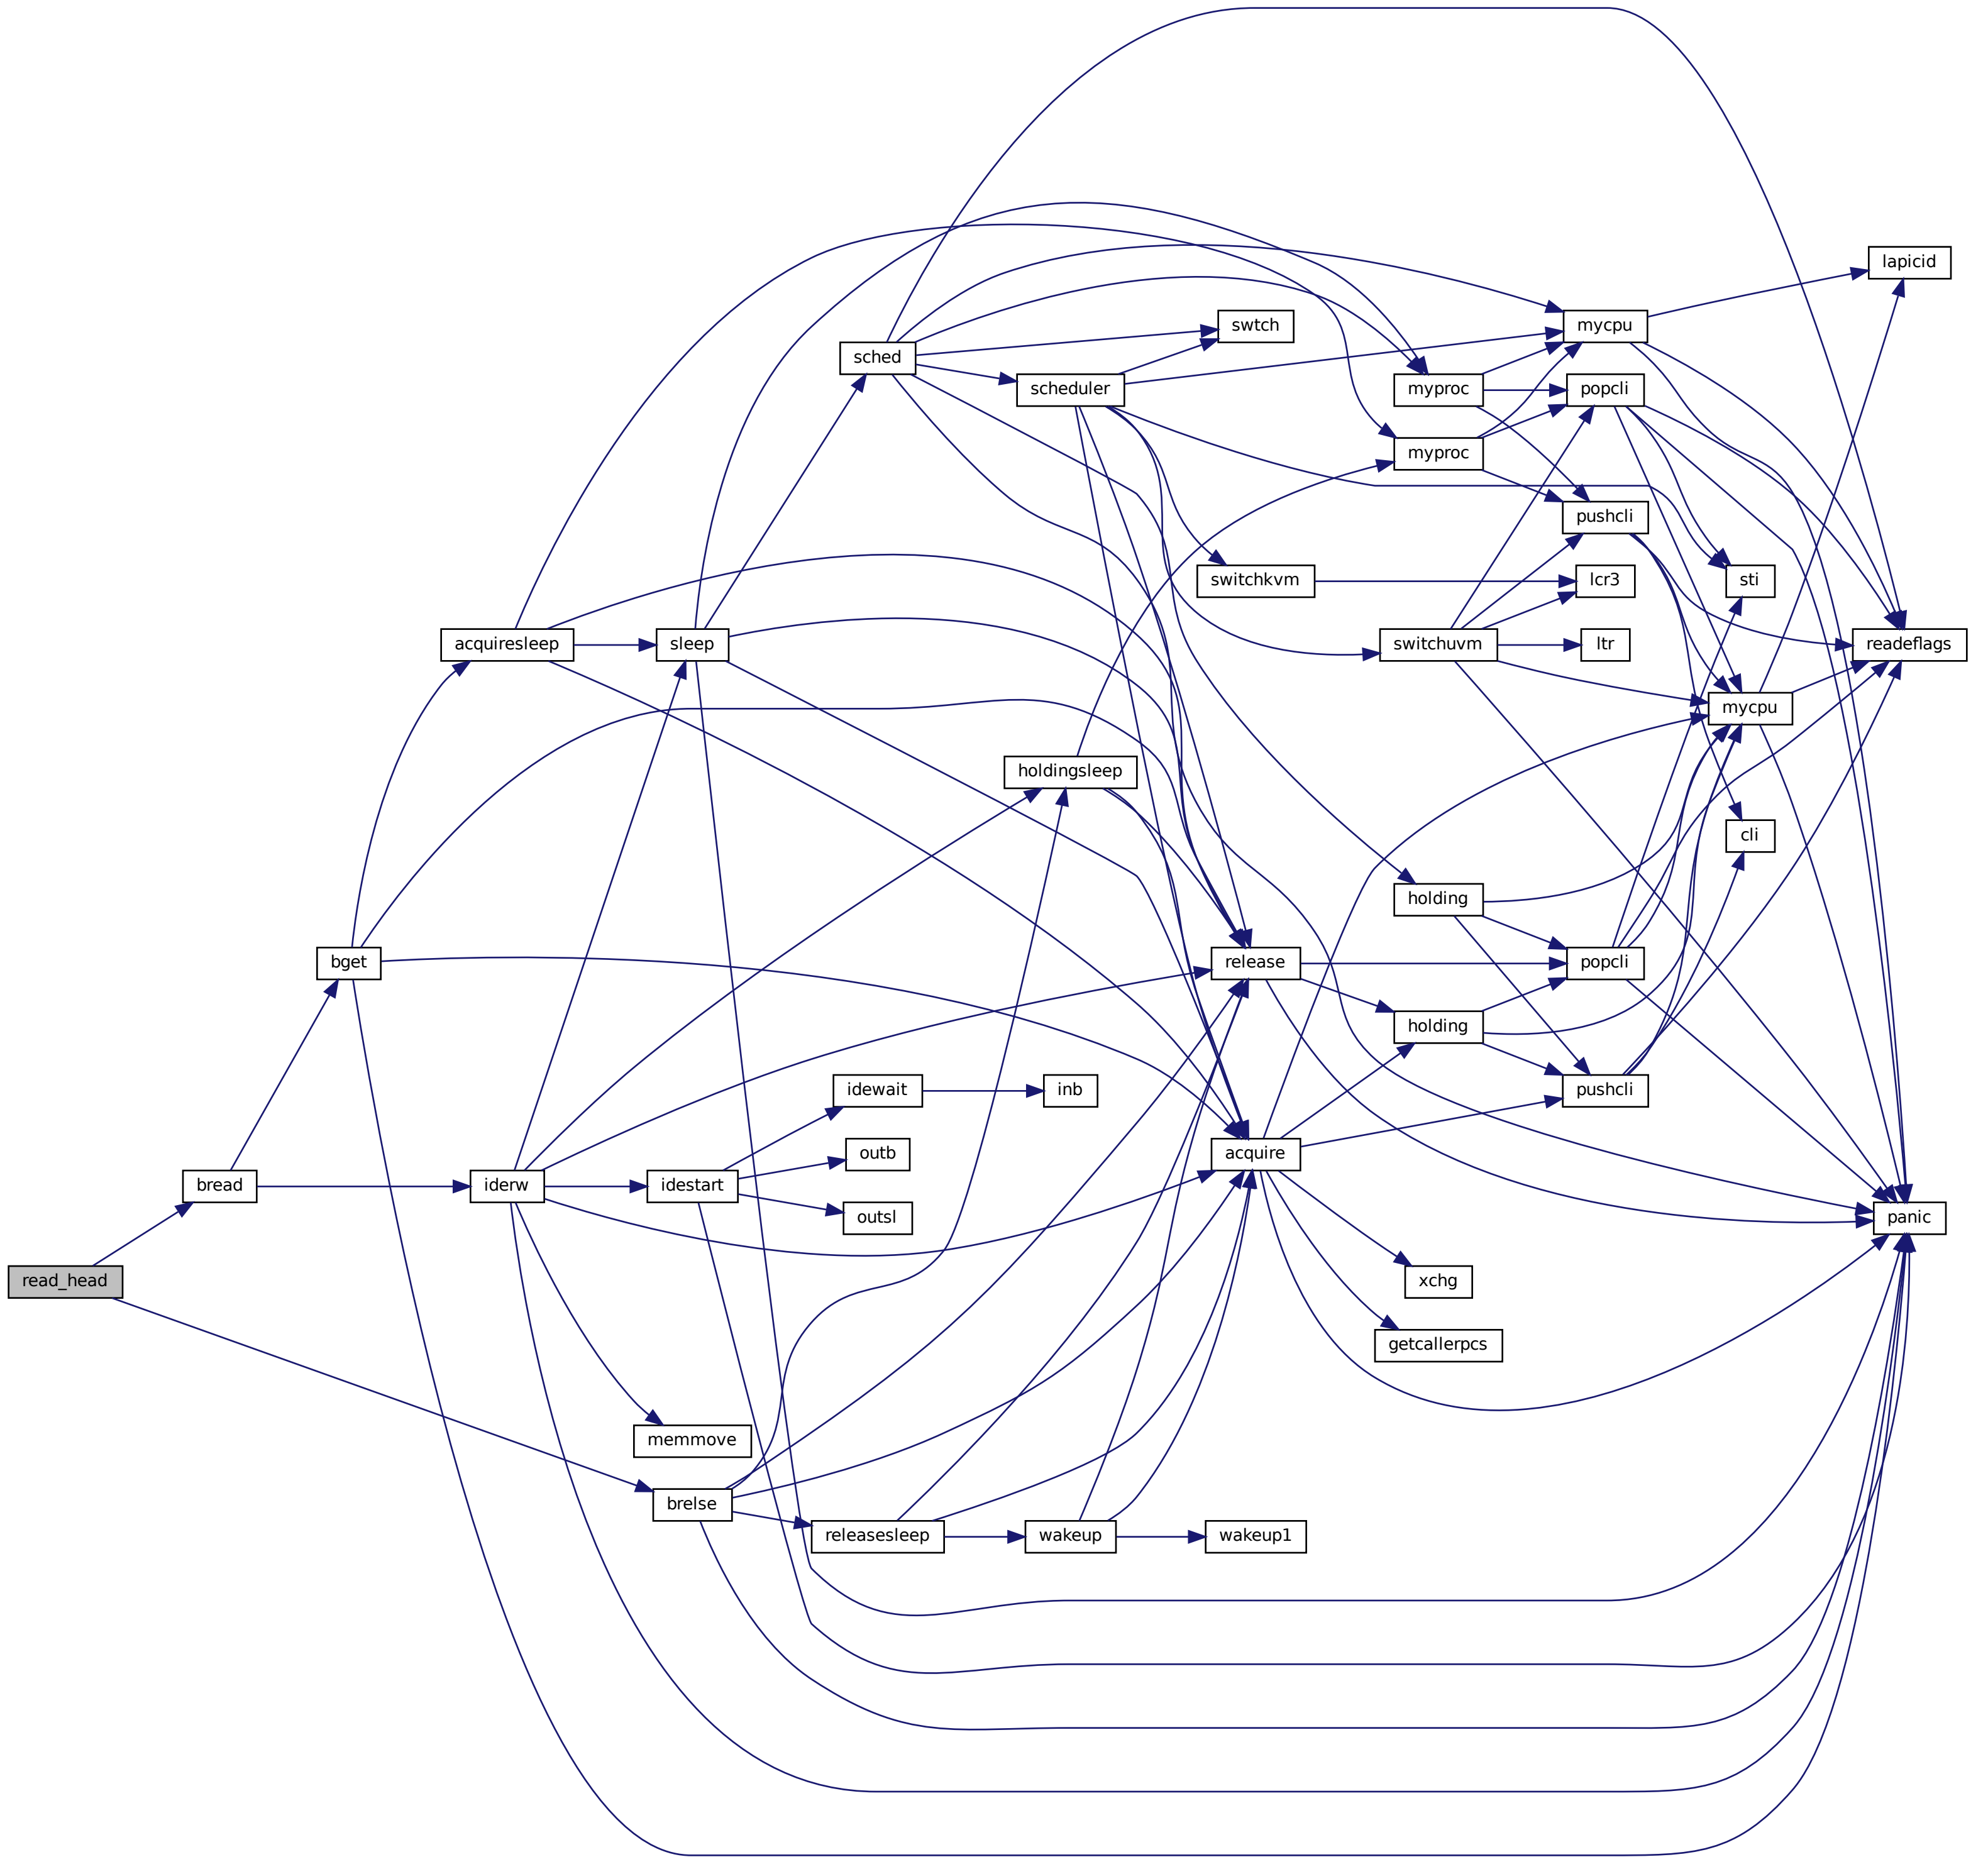 lapicid
mycpu
swtch
sched
scheduler
myproc
popcli
myproc
pushcli
switchkvm
lcr3
sti
acquiresleep
sleep
switchuvm
ltr
readeflags
mycpu
holdingsleep
cli
holding
bget
release
popcli
holding
idewait
inb
pushcli
outb
acquire
bread
iderw
idestart
outsl
panic
read_head
xchg
getcallerpcs
memmove
brelse
releasesleep
wakeup
wakeup1